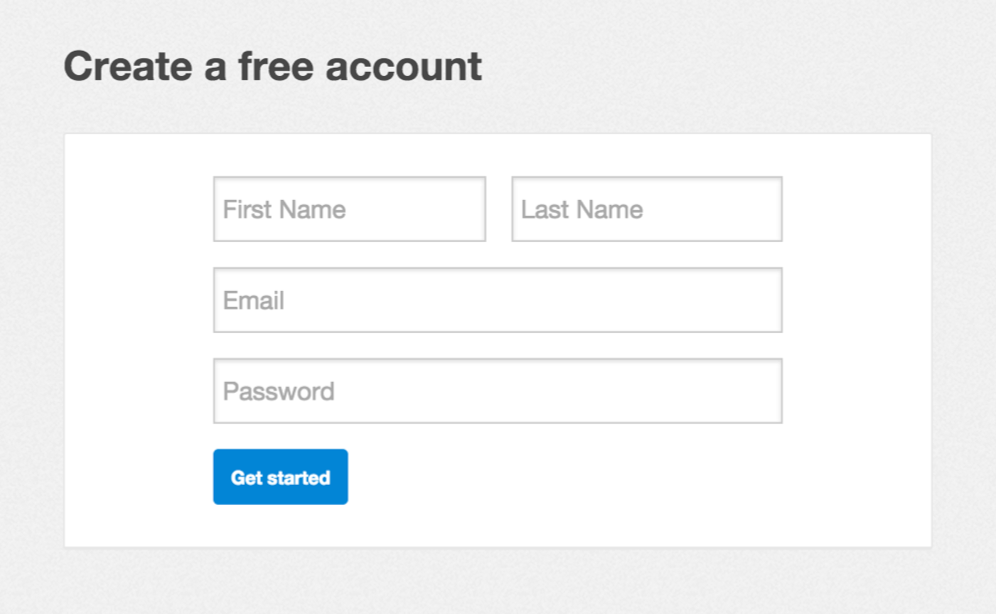 Create a free account
First Name Last Name
Email
Password
Get started